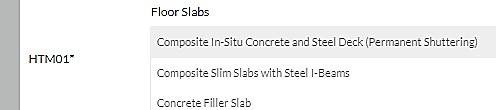 Floor Slabs
Composite In-Situ Concrete and Steel Deck (Permanent Shuttering)
HTM01*
Composite Slim Slabs with Steel I-Beams
Concrete Filler Slab